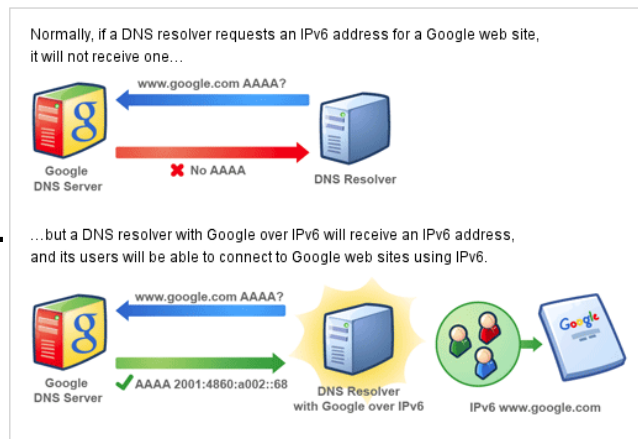 Normally, if a DNS resolver requests an IPv6 address for a Google web site,
it will not receive one...
www.google.com AAAA?
g
No AAAA
Google
DNS Server
DNS Resolver
...but a DNS resolver with Google over IPv6 will receive an IPv6 address,
and its users will be able to connect to Google web sites using IPv6.
www.google.com AAAA?
g
Google
AAAA 2001:4860:a002::68
Google
DNS Server
DNS Resolver
with Google over IPv6
IPv6 www.google.com